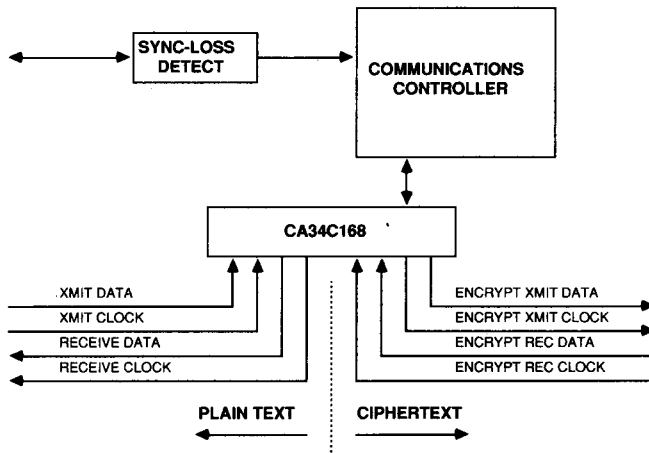 SYNC-LOSS
DETECT
COMMUNICATIONS
CONTROLLER
CA34C168
XMIT DATA
XMIT CLOCK
RECEIVE DATA
RECEIVE CLOCK
ENCRYPT XMIT DATA
ENCRYPT XMIT CLOCK
ENCRYPT REC DATA
ENCRYPT REC CLOCK
PLAIN TEXT
CIPHERTEXT